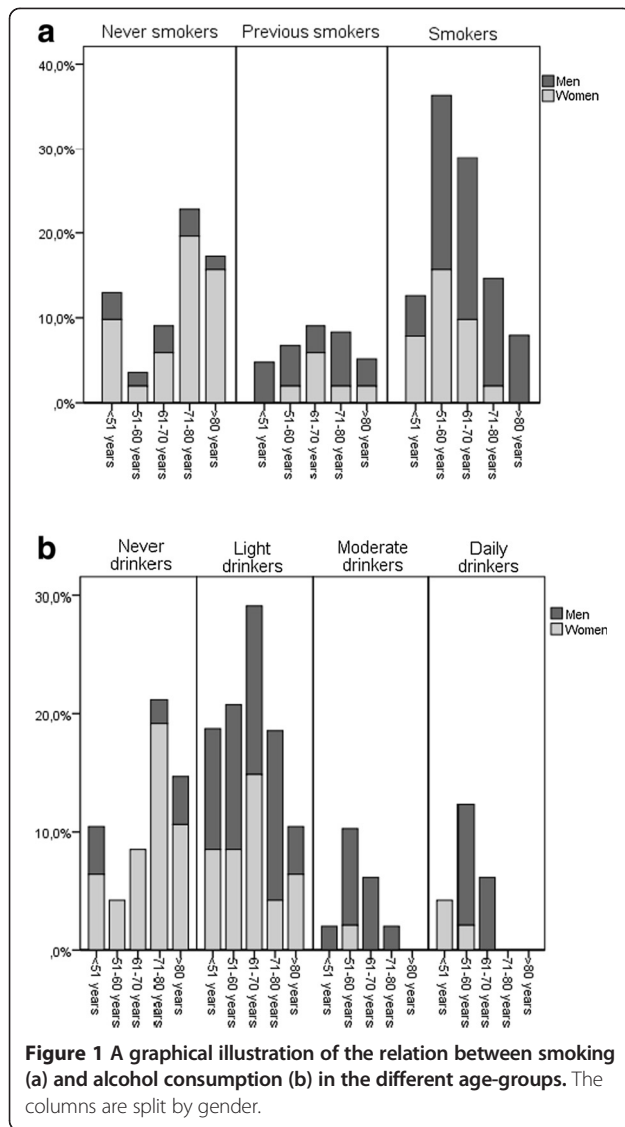 a
Never smokers Previous smokers Smokers
Men
Women
40,0%
30,0%
20,0%
10,0%
,0%
<51 years
51-60 years
61-70 years
71-80 years
>80 years
<51 years
51-60 years
61-70 years
71-80 years
>80 years
<51 years
51-60 years
61-70 years
71-80 years
>80 years
b
Never drinkers
Light drinkers
Moderate drinkers
Daily drinkers
Men
Women
30,0%
20,0%
10,0%
,0%
<51 years
51-60 years
61-70 years
71-80 years
>80 years
<51 years
51-60 years
61-70 years
71-80 years
>80 years
<51 years
51-60 years
61-70 years
71-80 years
>80 years
<51 years
51-60 years
61-70 years
71-80 years
>80 years
Figure 1 A graphical illustration of the relation between smoking
(a) and alcohol consumption (b) in the different age-groups. The
columns are split by gender.